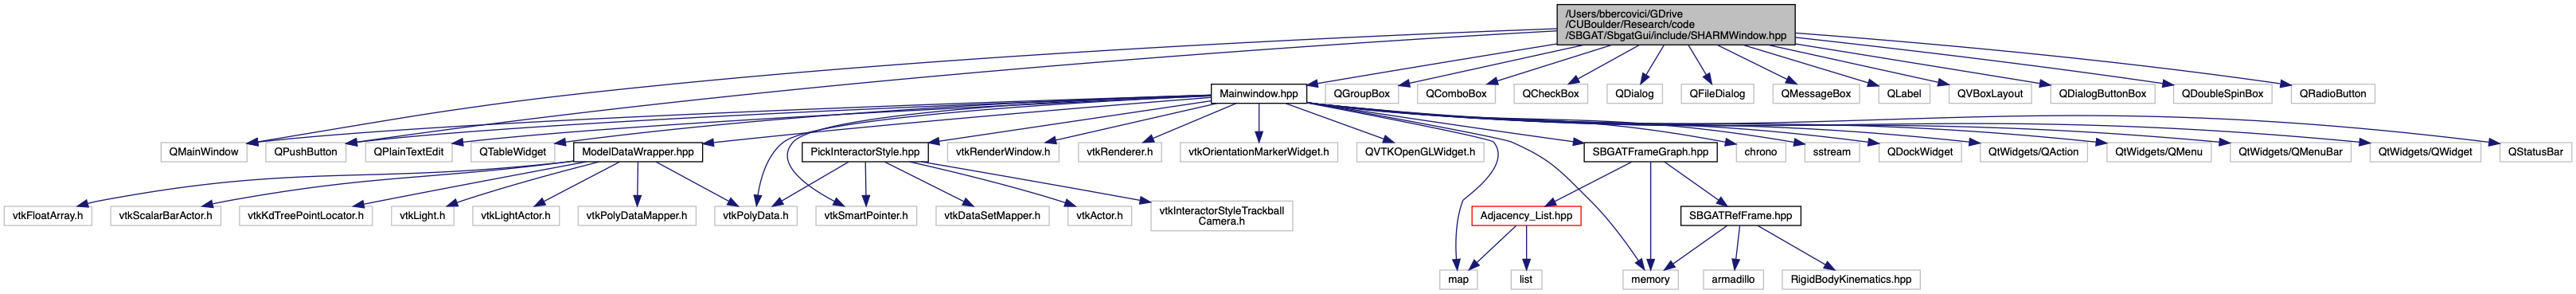 /Users/bbercovici/GDrive
/CUBoulder/Research/code
/SBGAT/SbgatGui/include/SHARMWindow.hpp
Mainwindow.hpp
QGroupBox
QComboBox
QCheckBox
QDialog
QFileDialog
QMessageBox
QLabel
QVBoxLayout
QDialogButtonBox
QDoubleSpinBox
QRadioButton
QMainWindow
QPushButton
QPlainTextEdit
QTableWidget
ModelDataWrapper.hpp
PickInteractorStyle.hpp
vtkRenderWindow.h
vtkRenderer.h
vtkOrientationMarkerWidget.h
QVTKOpenGLWidget.h
SBGATFrameGraph.hpp
chrono
sstream
QDockWidget
QtWidgets/QAction
QtWidgets/QMenu
QtWidgets/QMenuBar
QtWidgets/QWidget
QStatusBar
vtkFloatArray.h
vtkScalarBarActor.h
vtkKdTreePointLocator.h
vtkLight.h
vtkLightActor.h
vtkPolyDataMapper.h
vtkPolyData.h
vtkSmartPointer.h
vtkDataSetMapper.h
vtkActor.h
vtkInteractorStyleTrackball
Camera.h
Adjacency_List.hpp
SBGATRefFrame.hpp
map
list
memory
armadillo
RigidBodyKinematics.hpp